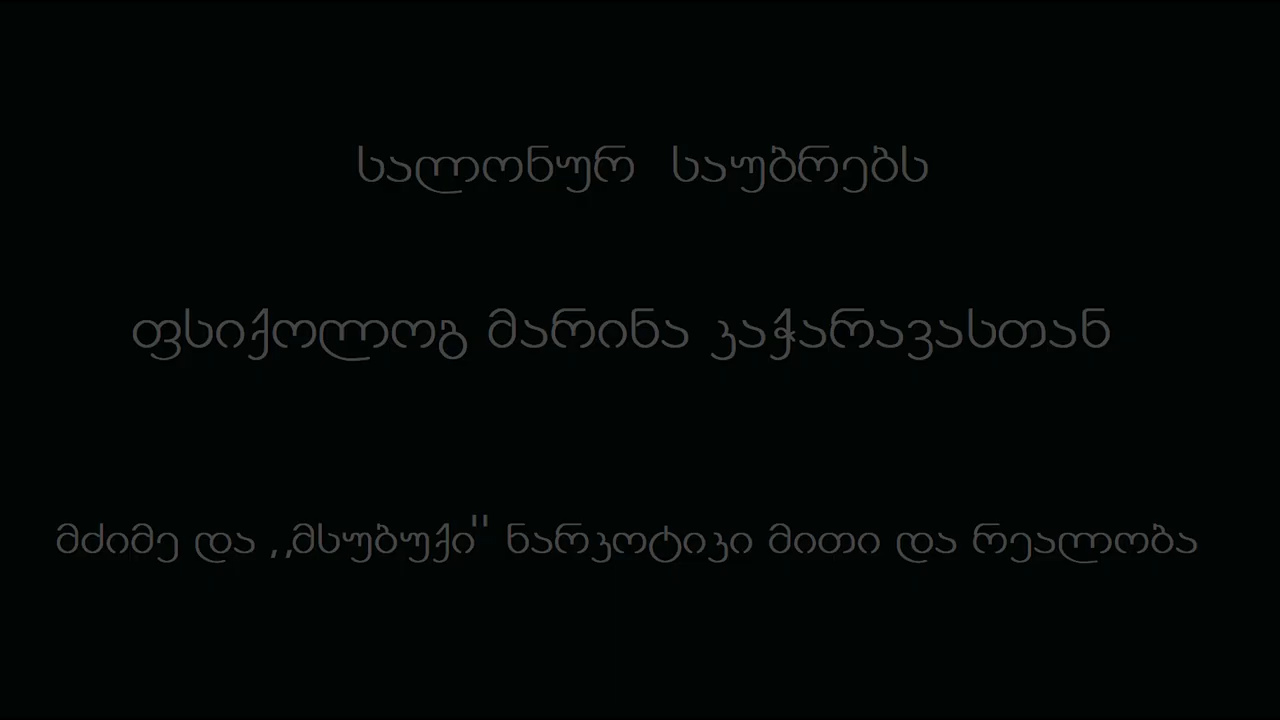 სალონურ საუბრებს
ფსიქოლოგ მარინა კაჭარავასთან
მძიმე და ,,მსუბუქი" ნარკოტიკი მითი და რეალობა